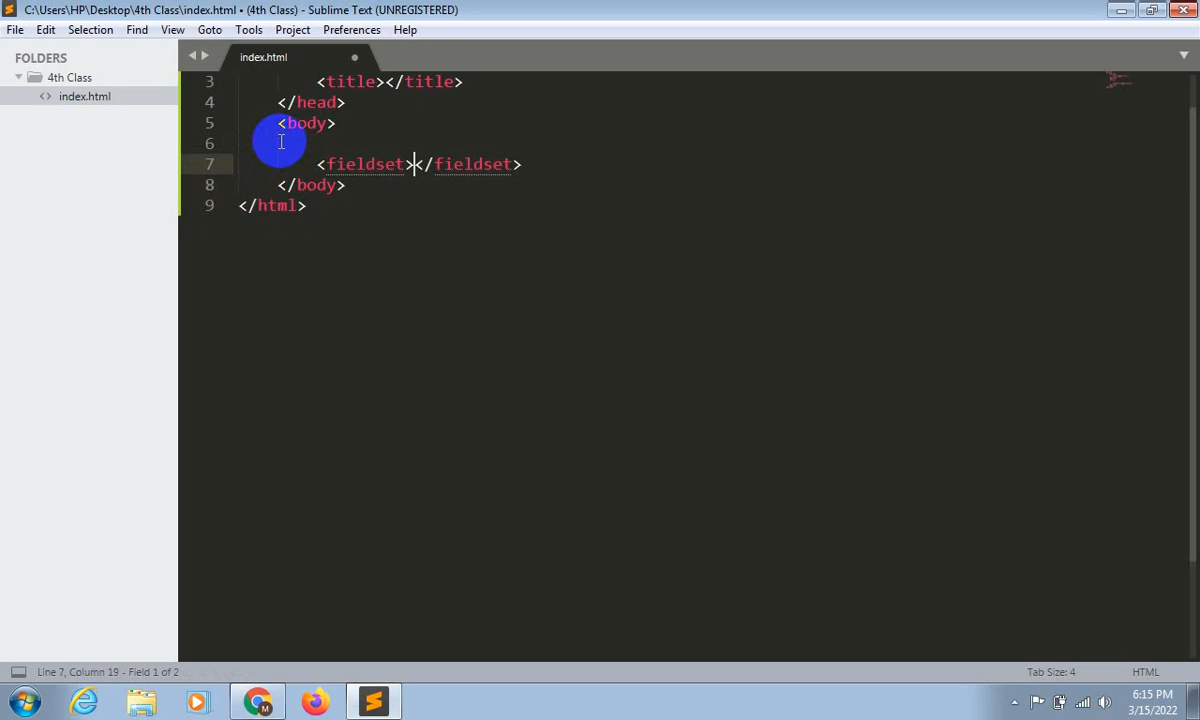 C:\Users\HP\Desktop\4th Class\index.html • (4th Class) - Sublime Text (UNREGISTERED)
File Edit Selection Find View Goto Tools Project Preferences Help
FOLDERS
4th Class
<> index.html
index.html
3 <title></title>
4 </head>
5 <body>
6
7 <fieldset></fieldset>
8 </body>
9 </html>
Line 7, Column 19 - Field 1 of 2
Tab Size: 4
HTML
6:15 PM
3/15/2022